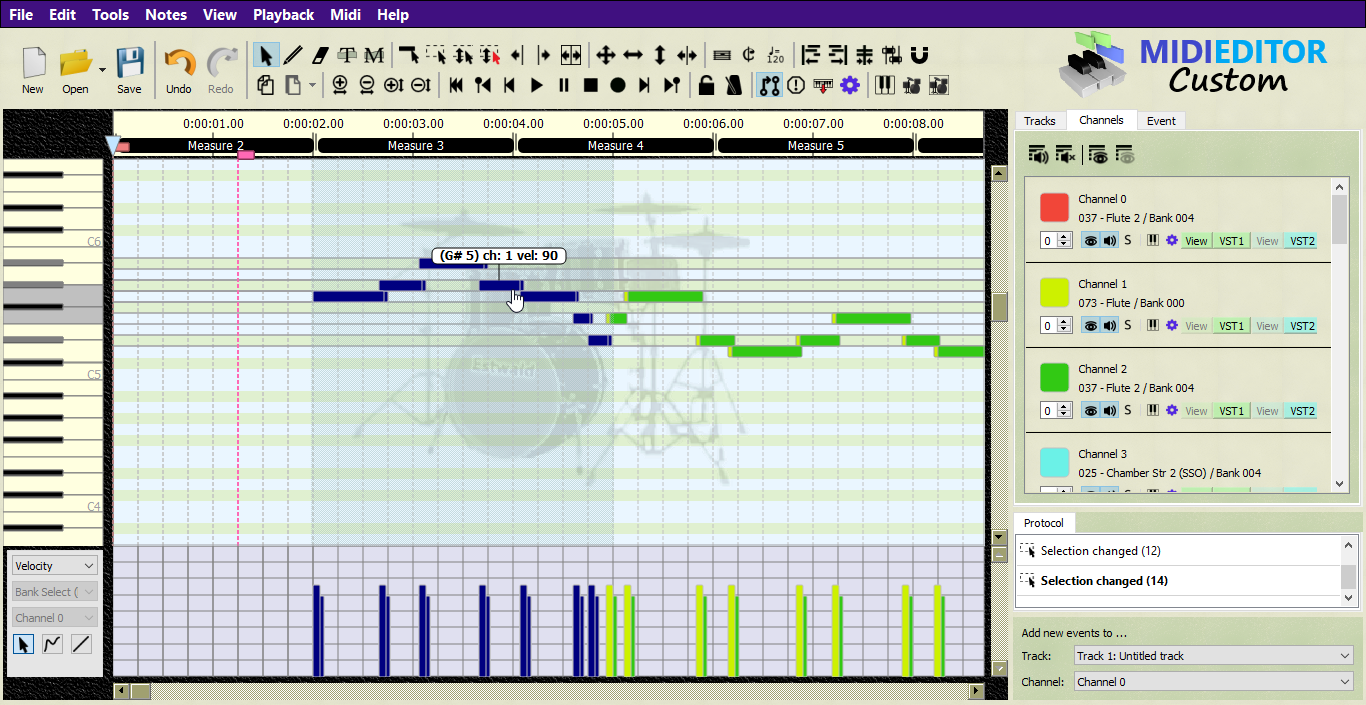 File Edit Tools Notes View Playback Midi Help
New Open Save Undo Redo
T M
¢ 120
MIDIEDITOR
Custom
0:00:01.00 0:00:02.00 0:00:03.00 0:00:04.00 0:00:05.00 0:00:06.00 0:00:07.00 0:00:08.00
Measure 2 Measure 3 Measure 4 Measure 5
C6
C5
C4
(G# 5) ch: 1 vel: 90
Estwald
Velocity
Bank Select (
Channel 0
Tracks Channels Event
Channel 0
037 - Flute 2 / Bank 004
0 S View VST1 View VST2
Channel 1
073 - Flute / Bank 000
0 S View VST1 View VST2
Channel 2
037 - Flute 2 / Bank 004
0 S View VST1 View VST2
Channel 3
025 - Chamber Str 2 (SSO) / Bank 004
Protocol
Selection changed (12)
Selection changed (14)
Add new events to ...
Track: Track 1: Untitled track
Channel: Channel 0